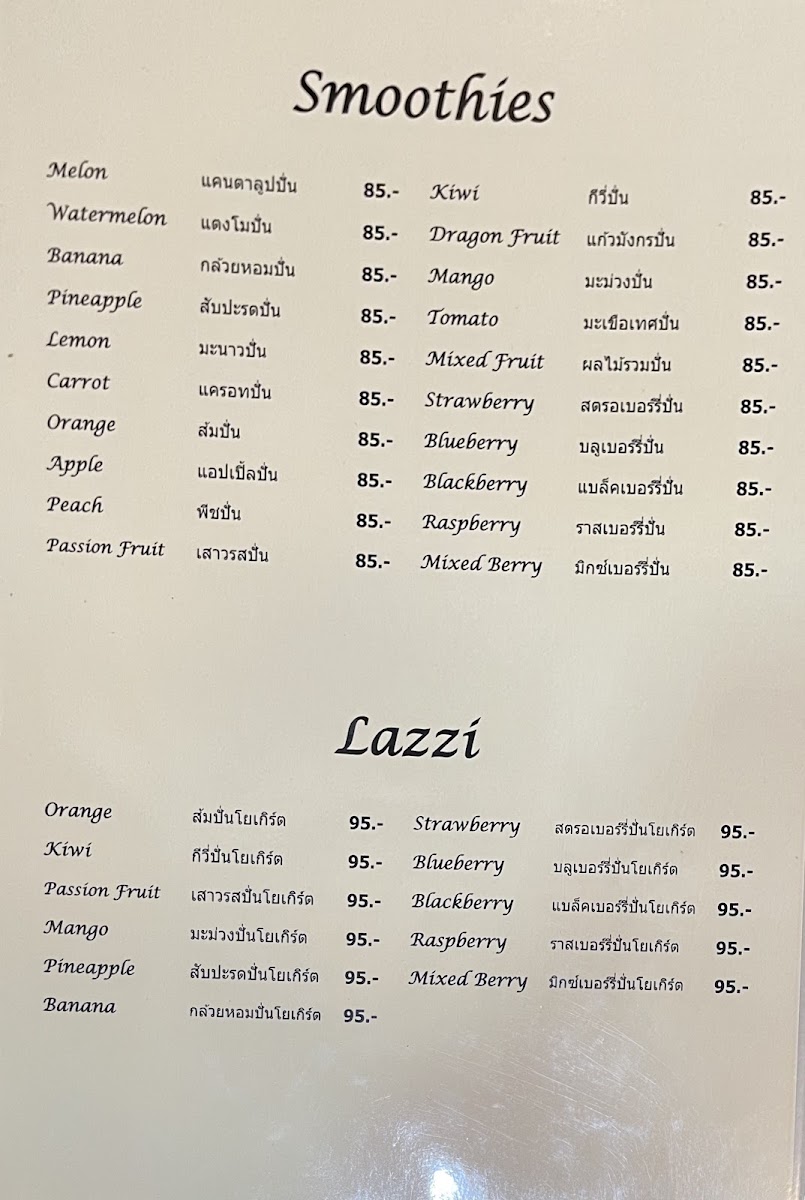 Smoothies
Melon แคนตาลูปปั่น 85.- Kiwi กีวี่ปั่น 85.-
Watermelon แตงโมปั่น 85.- Dragon Fruit แก้วมังกรปั่น 85.-
Banana กล้วยหอมปั่น 85.- Mango มะม่วงปั่น 85.-
Pineapple สับปะรดปั่น 85.- Tomato มะเขือเทศปั่น 85.-
Lemon มะนาวปั่น 85.- Mixed Fruit ผลไม้รวมปั่น 85.-
Carrot แครอทปั่น 85.- Strawberry สตรอเบอร์รี่ปั่น 85.-
Orange ส้มปั่น 85.- Blueberry บลูเบอร์รี่ปั่น 85.-
Apple แอปเปิ้ลปั่น 85.- Blackberry แบล็คเบอร์รี่ปั่น 85.-
Peach พีชปั่น 85.- Raspberry ราสเบอร์รี่ปั่น 85.-
Passion Fruit เสาวรสปั่น 85.- Mixed Berry มิกซ์เบอร์รี่ปั่น 85.-
Lazzi
Orange ส้มปั่นโยเกิร์ต 95.- Strawberry สตรอเบอร์รี่ปั่นโยเกิร์ต 95.-
Kiwi กีวี่ปั่นโยเกิร์ต 95.- Blueberry บลูเบอร์รี่ปั่นโยเกิร์ต 95.-
Passion Fruit เสาวรสปั่นโยเกิร์ต 95.- Blackberry แบล็คเบอร์รี่ปั่นโยเกิร์ต 95.-
Mango มะม่วงปั่นโยเกิร์ต 95.- Raspberry ราสเบอร์รี่ปั่นโยเกิร์ต 95.-
Pineapple สับปะรดปั่นโยเกิร์ต 95.- Mixed Berry มิกซ์เบอร์รี่ปั่นโยเกิร์ต 95.-
Banana กล้วยหอมปั่นโยเกิร์ต 95.-